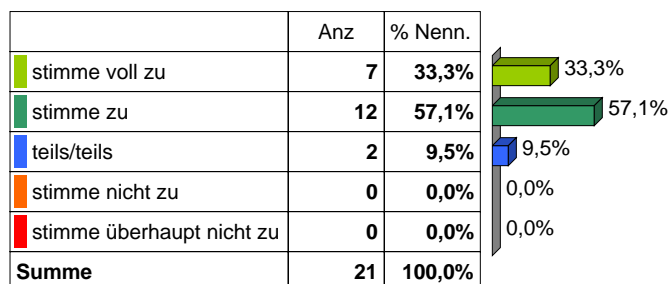 Anz % Nenn.
stimme voll zu 7 33,3% 33,3%
stimme zu 12 57,1% 57,1%
teils/teils 2 9,5% 9,5%
stimme nicht zu 0 0,0% 0,0%
stimme überhaupt nicht zu 0 0,0% 0,0%
Summe 21 100,0%